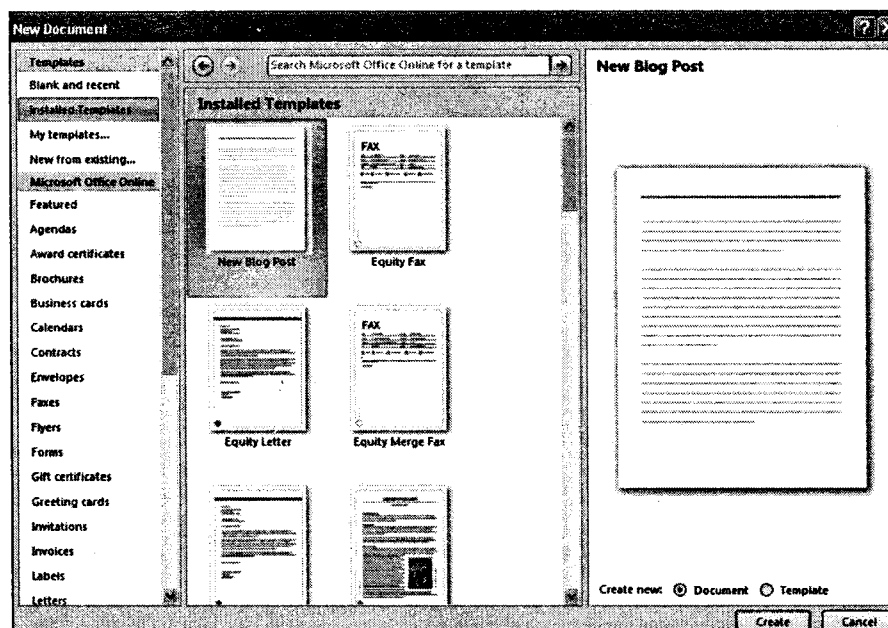 New Document
Templates
Blank and recent
Installed Templates
My templates...
New from existing...
Microsoft Office Online
Featured
Agendas
Award certificates
Brochures
Business cards
Calendars
Contracts
Envelopes
Faxes
Flyers
Forms
Gift certificates
Greeting cards
Invitations
Invoices
Labels
Letters
Search Microsoft Office Online for a template
Installed Templates
New Blog Post
FAX
Equity Fax
Equity Letter
FAX
Equity Merge Fax
New Blog Post
Create new: Document Template
Create Cancel